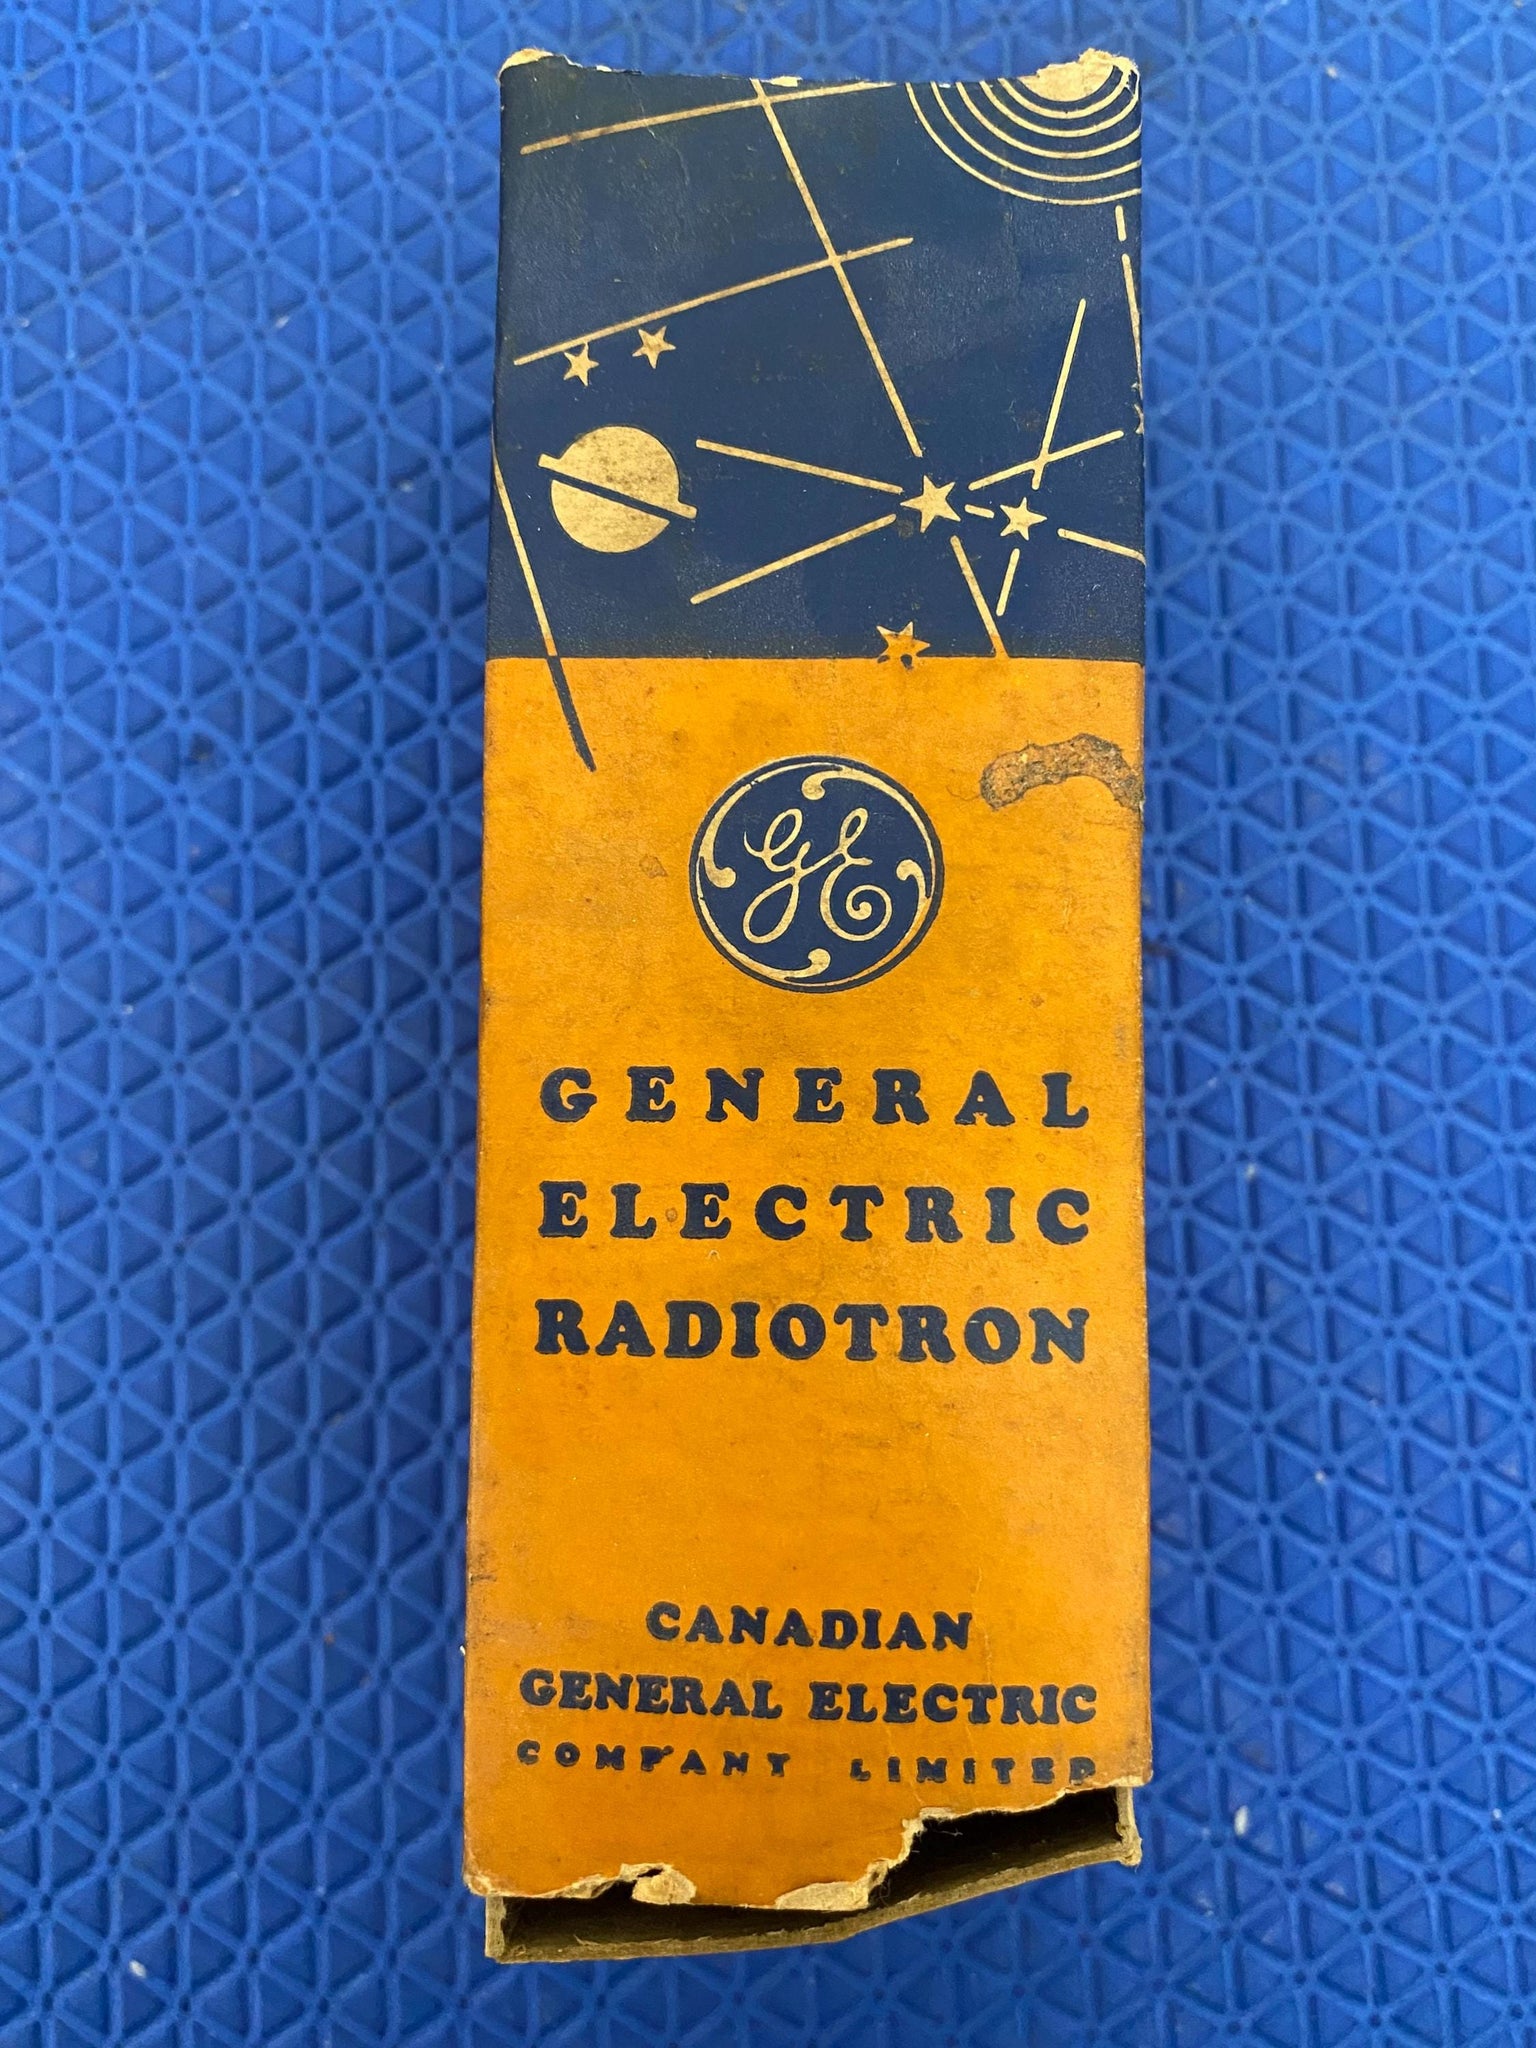 GE
GENERAL
ELECTRIC
RADIOTRON
CANADIAN
GENERAL ELECTRIC
COMPANY LIMITED